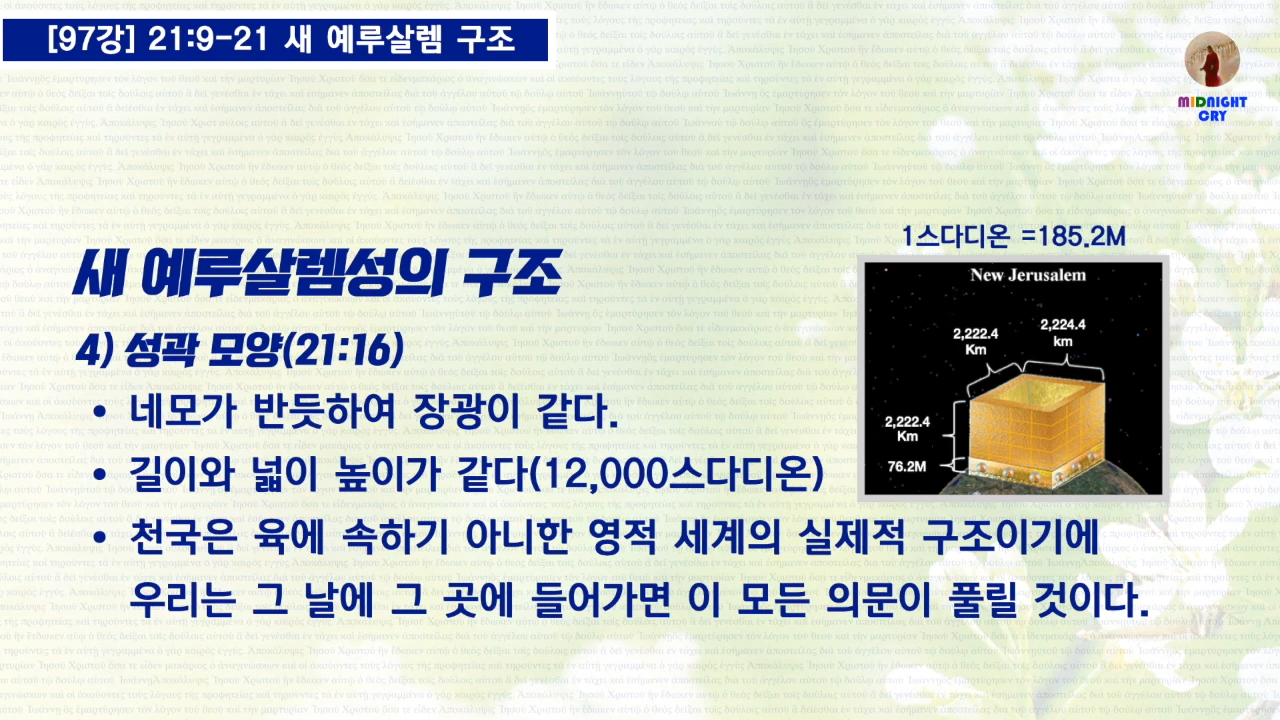 [97강] 21:9-21 새 예루살렘 구조
MIDNIGHT
CRY
새 예루살렘성의 구조
4) 성곽 모양(21:16)
• 네모가 반듯하여 장광이 같다.
• 길이와 넓이 높이가 같다(12,000스다디온)
• 천국은 육에 속하기 아니한 영적 세계의 실제적 구조이기에
우리는 그 날에 그 곳에 들어가면 이 모든 의문이 풀릴 것이다.
1스다디온 =185.2M
New Jerusalem
2,222.4
Km
2,224.4
km
2,222.4
Km
76.2M